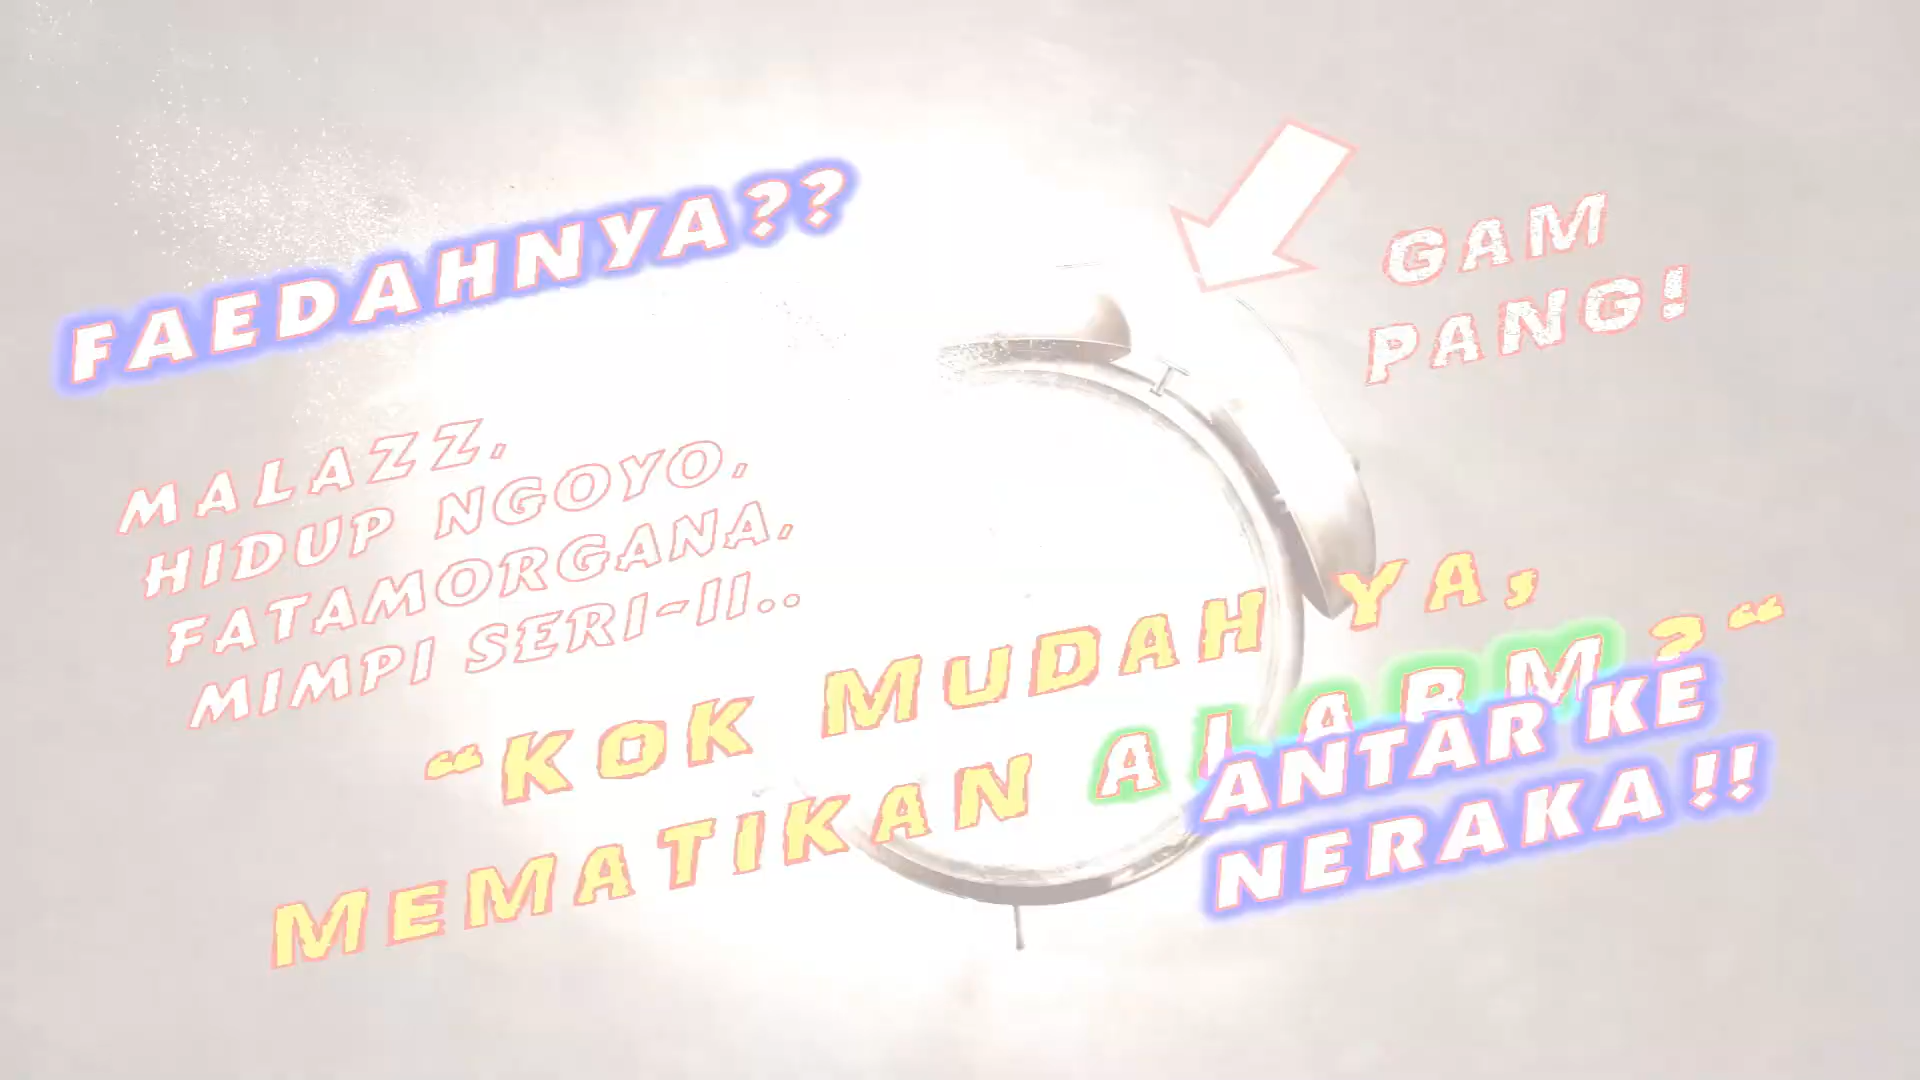 FAEDAHNYA??
GAM
PANG!
MALAZZ,
HIDUP NGOYO,
FATAMORGANA,
MIMPI SERI-II..
“KOK MUDAH YA,
MEMATIKAN ALARM ?“
ANTAR KE
NERAKA!!